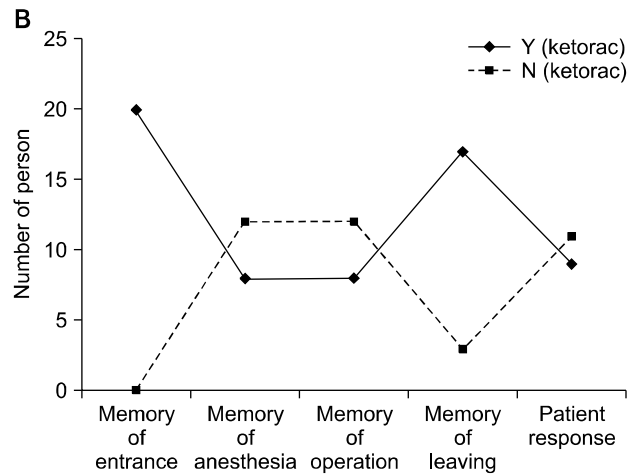 B
25
Y (ketorac)
N (ketorac)
20
15
10
5
0
Number of person
Memory of entrance
Memory of anesthesia
Memory of operation
Memory of leaving
Patient response